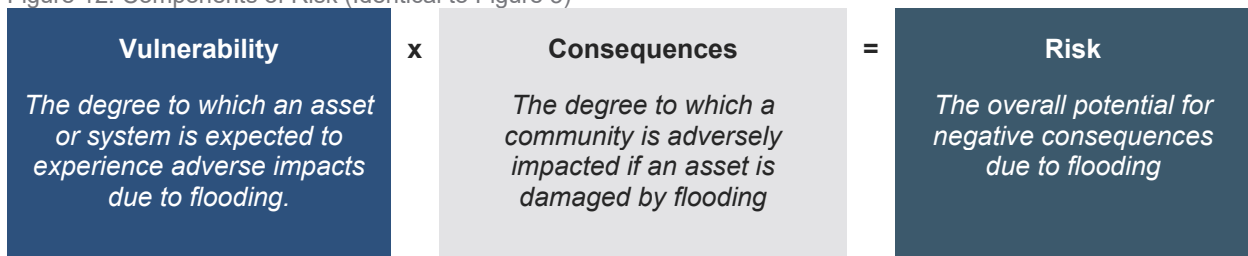 Figure 12: Components of Risk (Identical to Figure 3)
Vulnerability
The degree to which an asset
or system is expected to
experience adverse impacts
due to flooding.
x
Consequences
The degree to which a
community is adversely
impacted if an asset is
damaged by flooding
=
Risk
The overall potential for
negative consequences
due to flooding